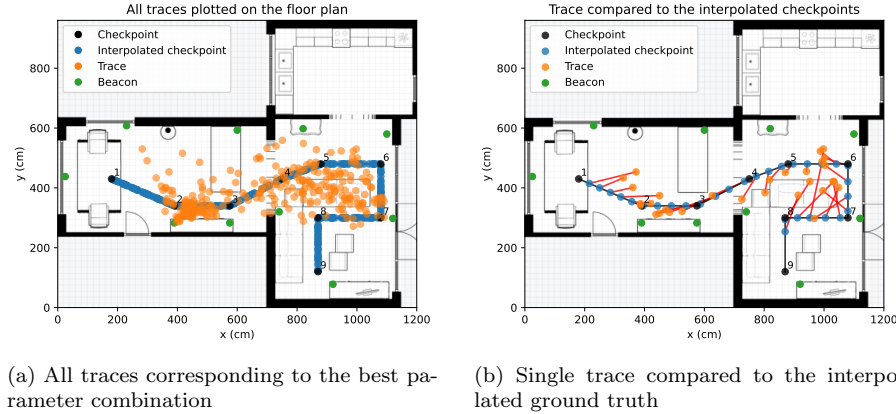 All traces plotted on the floor plan
Checkpoint
Interpolated checkpoint
Trace
Beacon
800
600
400
200
0
y (cm)
1
2
3
4
5
6
7
8
9
0
200
400
600
800
1000
1200
x (cm)
(a) All traces corresponding to the best pa-
rameter combination
Trace compared to the interpolated checkpoints
Checkpoint
Interpolated checkpoint
Trace
Beacon
800
600
400
200
0
y (cm)
1
2
3
4
5
6
7
8
9
0
200
400
600
800
1000
1200
x (cm)
(b) Single trace compared to the interpo
lated ground truth